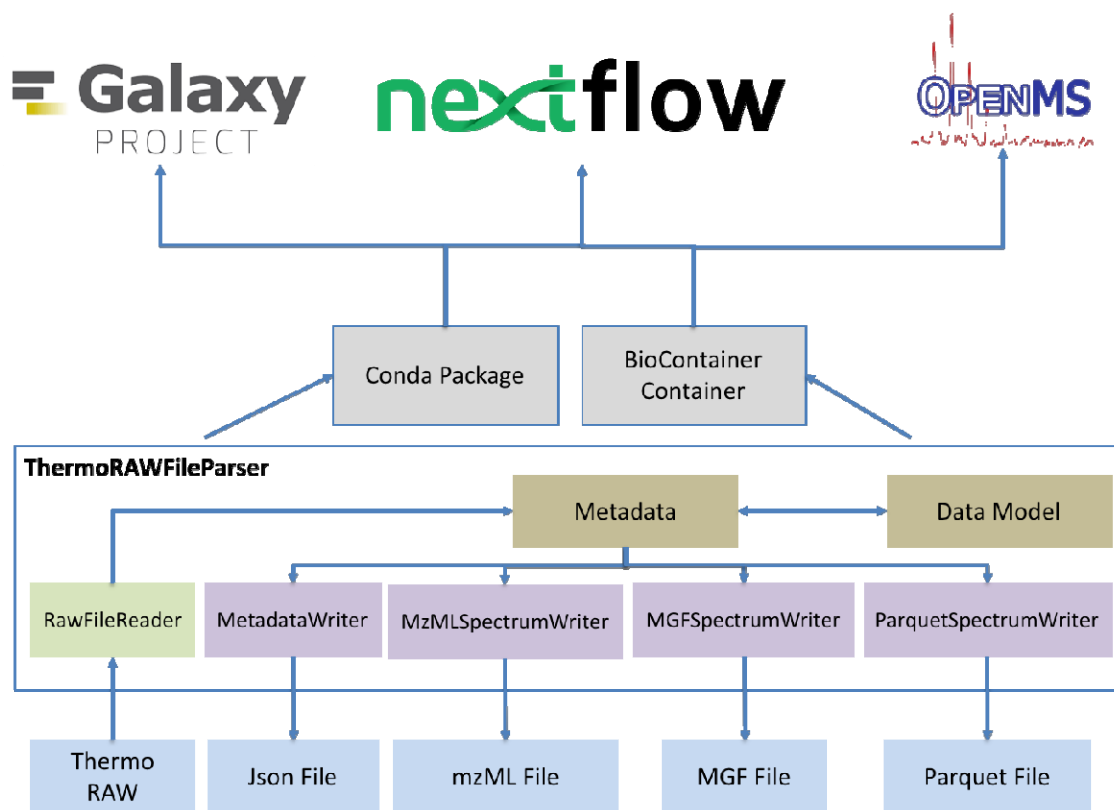 Galaxy
PROJECT
nextflow
OPENMS
Conda Package
BioContainer
Container
ThermoRAWFileParser
Metadata
Data Model
RawFileReader
MetadataWriter
MzMLSpectrumWriter
MGFSpectrumWriter
ParquetSpectrumWriter
Thermo
RAW
Json File
mzML File
MGF File
Parquet File